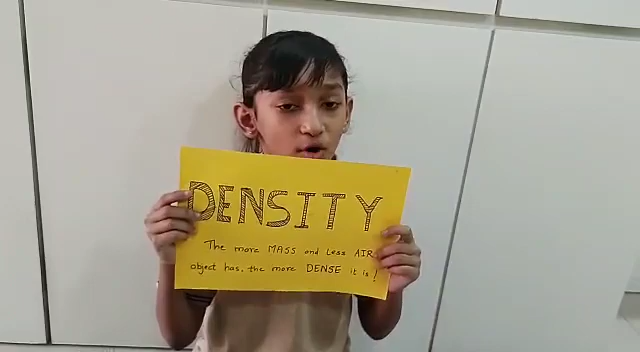 DENSITY
The more MASS and Less AIR
object has, the more DENSE it is!